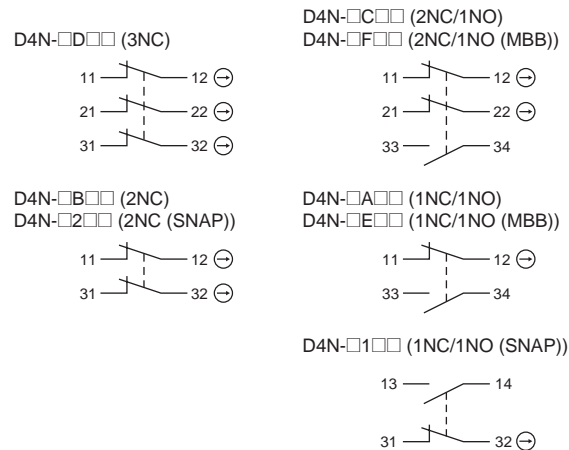 D4N-□D□□ (3NC)
11 12
21 22
31 32
D4N-□B□□ (2NC)
D4N-□2□□ (2NC (SNAP))
11 12
31 32
D4N-□C□□ (2NC/1NO)
D4N-□F□□ (2NC/1NO (MBB))
11 12
21 22
33 34
D4N-□A□□ (1NC/1NO)
D4N-□E□□ (1NC/1NO (MBB))
11 12
33 34
D4N-□1□□ (1NC/1NO (SNAP))
13 14
31 32